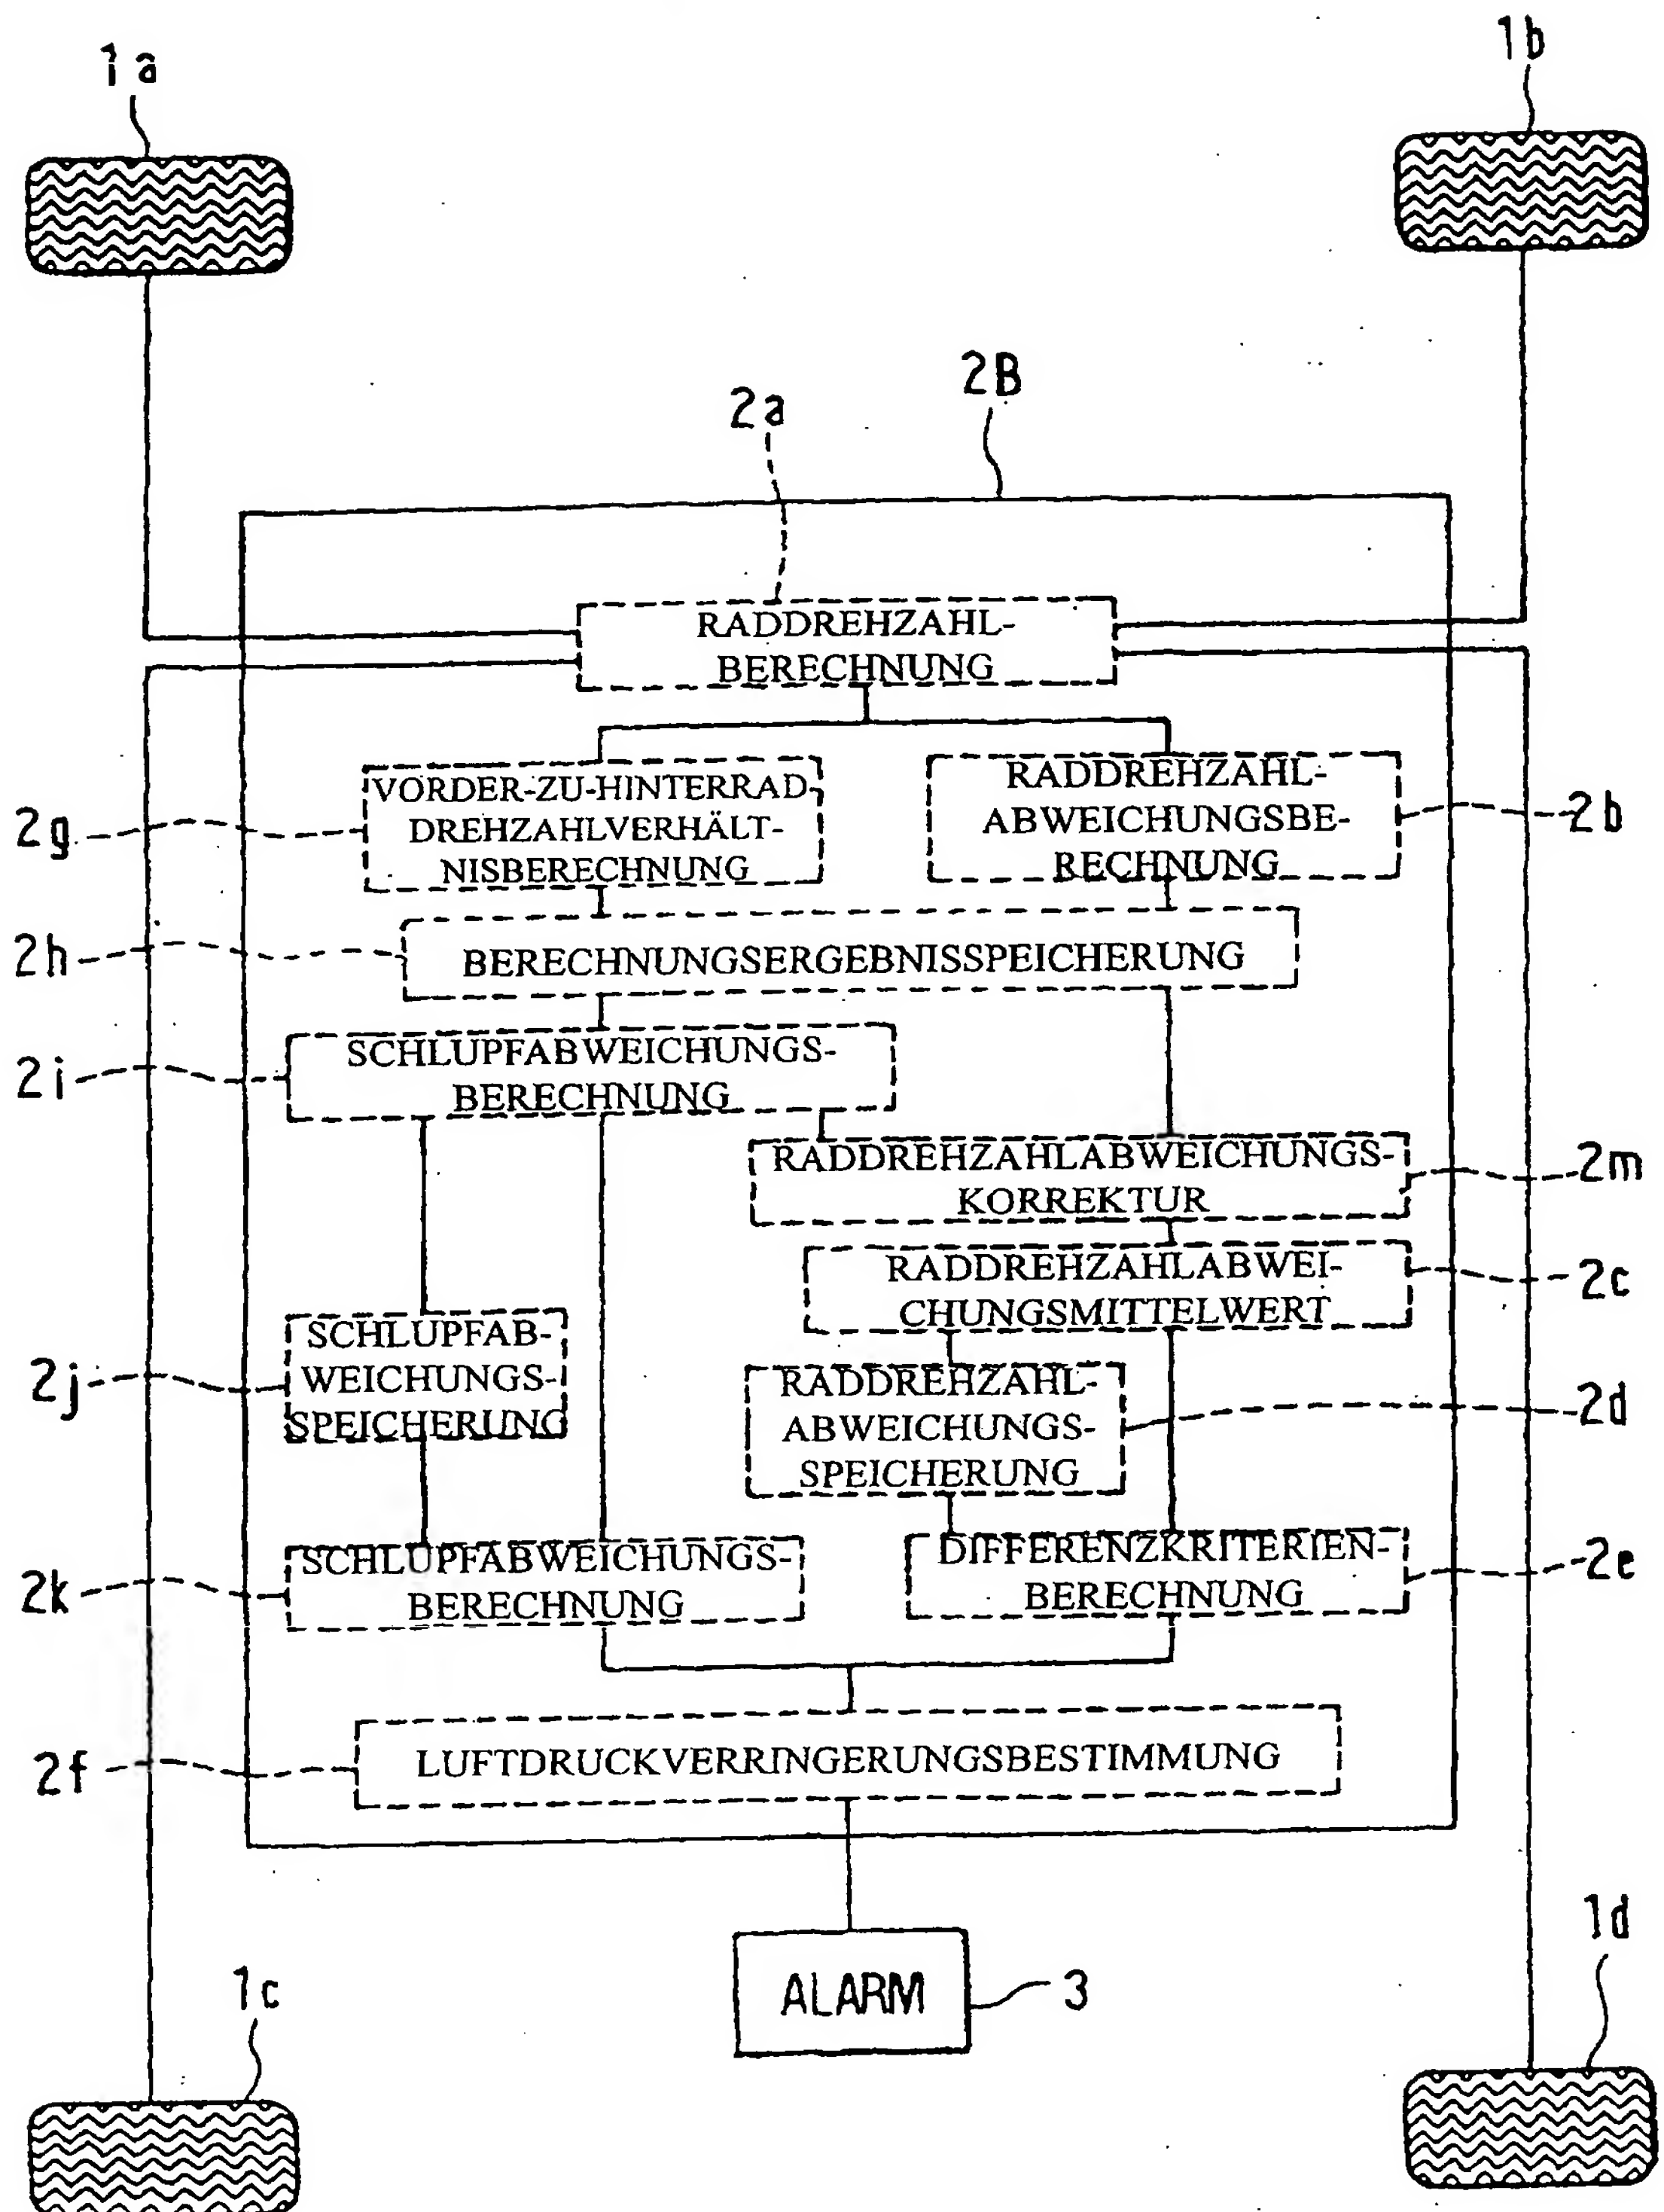 1a
1b
2B
2a
RADDREHZAHL-
BERECHNUNG
VORDER-ZU-HINTERRAD-
DREHZAHLVERHÄLT-
NISBERECHNUNG
2g
RADDREHZAHL-
ABWEICHUNGSBE-
RECHNUNG
2b
2h
BERECHNUNGSERGEBNISSPEICHERUNG
2i
SCHLUPFABWEICHUNGS-
BERECHNUNG
RADDREHZAHLABWEICHUNGS-
KORREKTUR
2m
RADDREHZAHLABWEI-
CHUNGSMITTELWERT
2c
2j
SCHLUPFAB-
WEICHUNGS-
SPEICHERUNG
RADDREHZAHL-
ABWEICHUNGS-
SPEICHERUNG
2d
2k
SCHLUPFABWEICHUNGS-
BERECHNUNG
DIFFERENZKRITERIEN-
BERECHNUNG
2e
2f
LUFTDRUCKVERRINGERUNGSBESTIMMUNG
ALARM
3
1c
1d